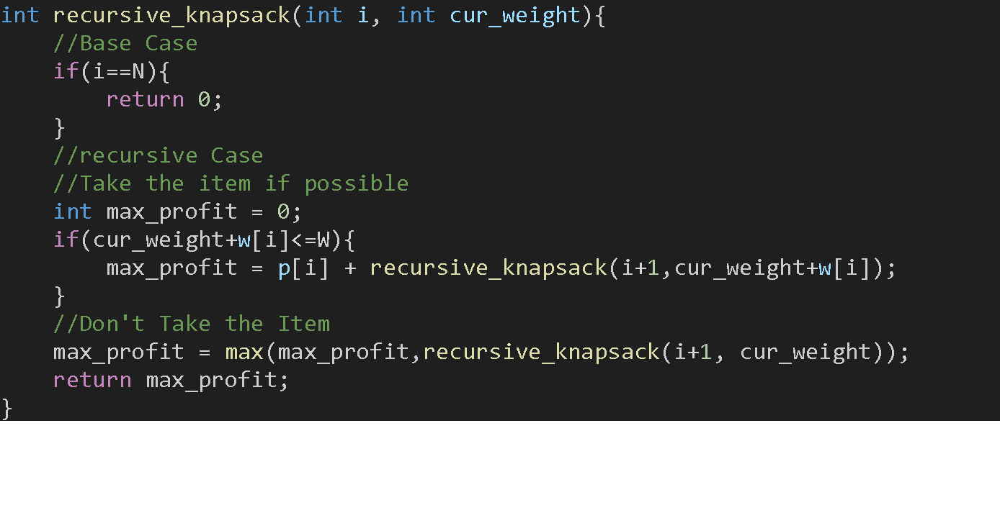 int recursive_knapsack(int i, int cur_weight){
    //Base Case
    if(i==N){
        return 0;
    }
    //recursive Case
    //Take the item if possible
    int max_profit = 0;
    if(cur_weight+w[i]<=W){
        max_profit = p[i] + recursive_knapsack(i+1,cur_weight+w[i]);
    }
    //Don't Take the Item
    max_profit = max(max_profit,recursive_knapsack(i+1, cur_weight));
    return max_profit;
}